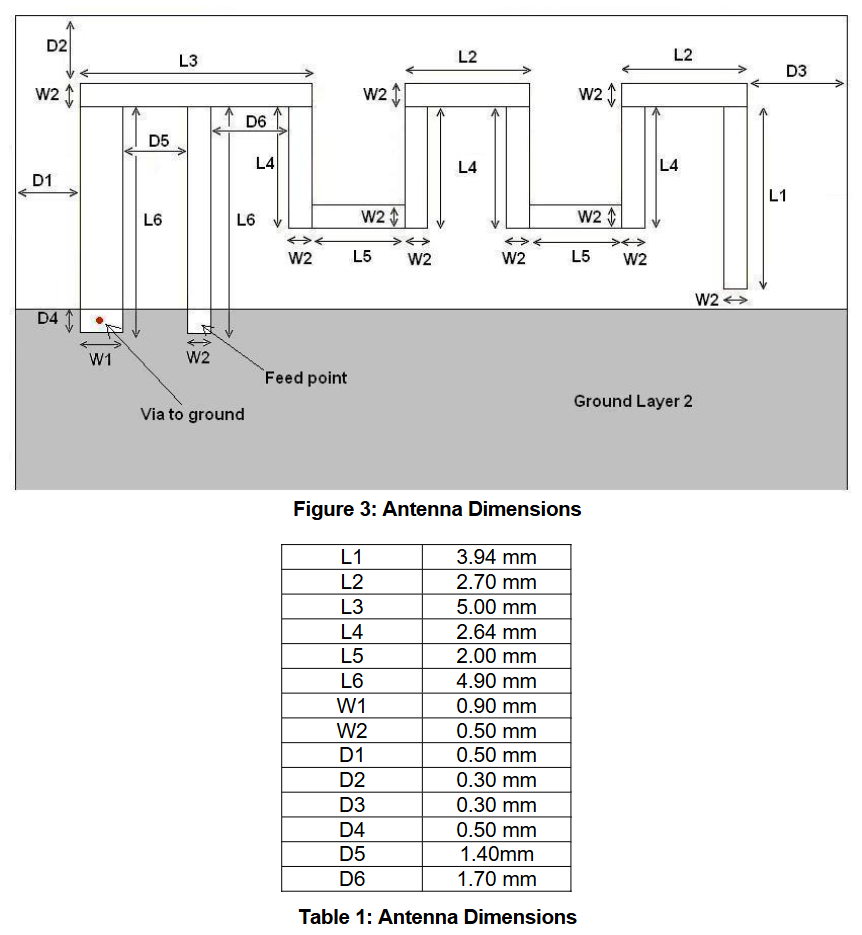 D2
L3
L2
L2
D3
W2
W2
W2
D5
D6
L4
L4
L4
D1
L6
L6
L1
W2
W2
W2
L5
W2
W2
L5
W2
W2
D4
W1
W2
Feed point
Via to ground
Ground Layer 2
Figure 3: Antenna Dimensions
L1 3.94 mm
L2 2.70 mm
L3 5.00 mm
L4 2.64 mm
L5 2.00 mm
L6 4.90 mm
W1 0.90 mm
W2 0.50 mm
D1 0.50 mm
D2 0.30 mm
D3 0.30 mm
D4 0.50 mm
D5 1.40mm
D6 1.70 mm
Table 1: Antenna Dimensions